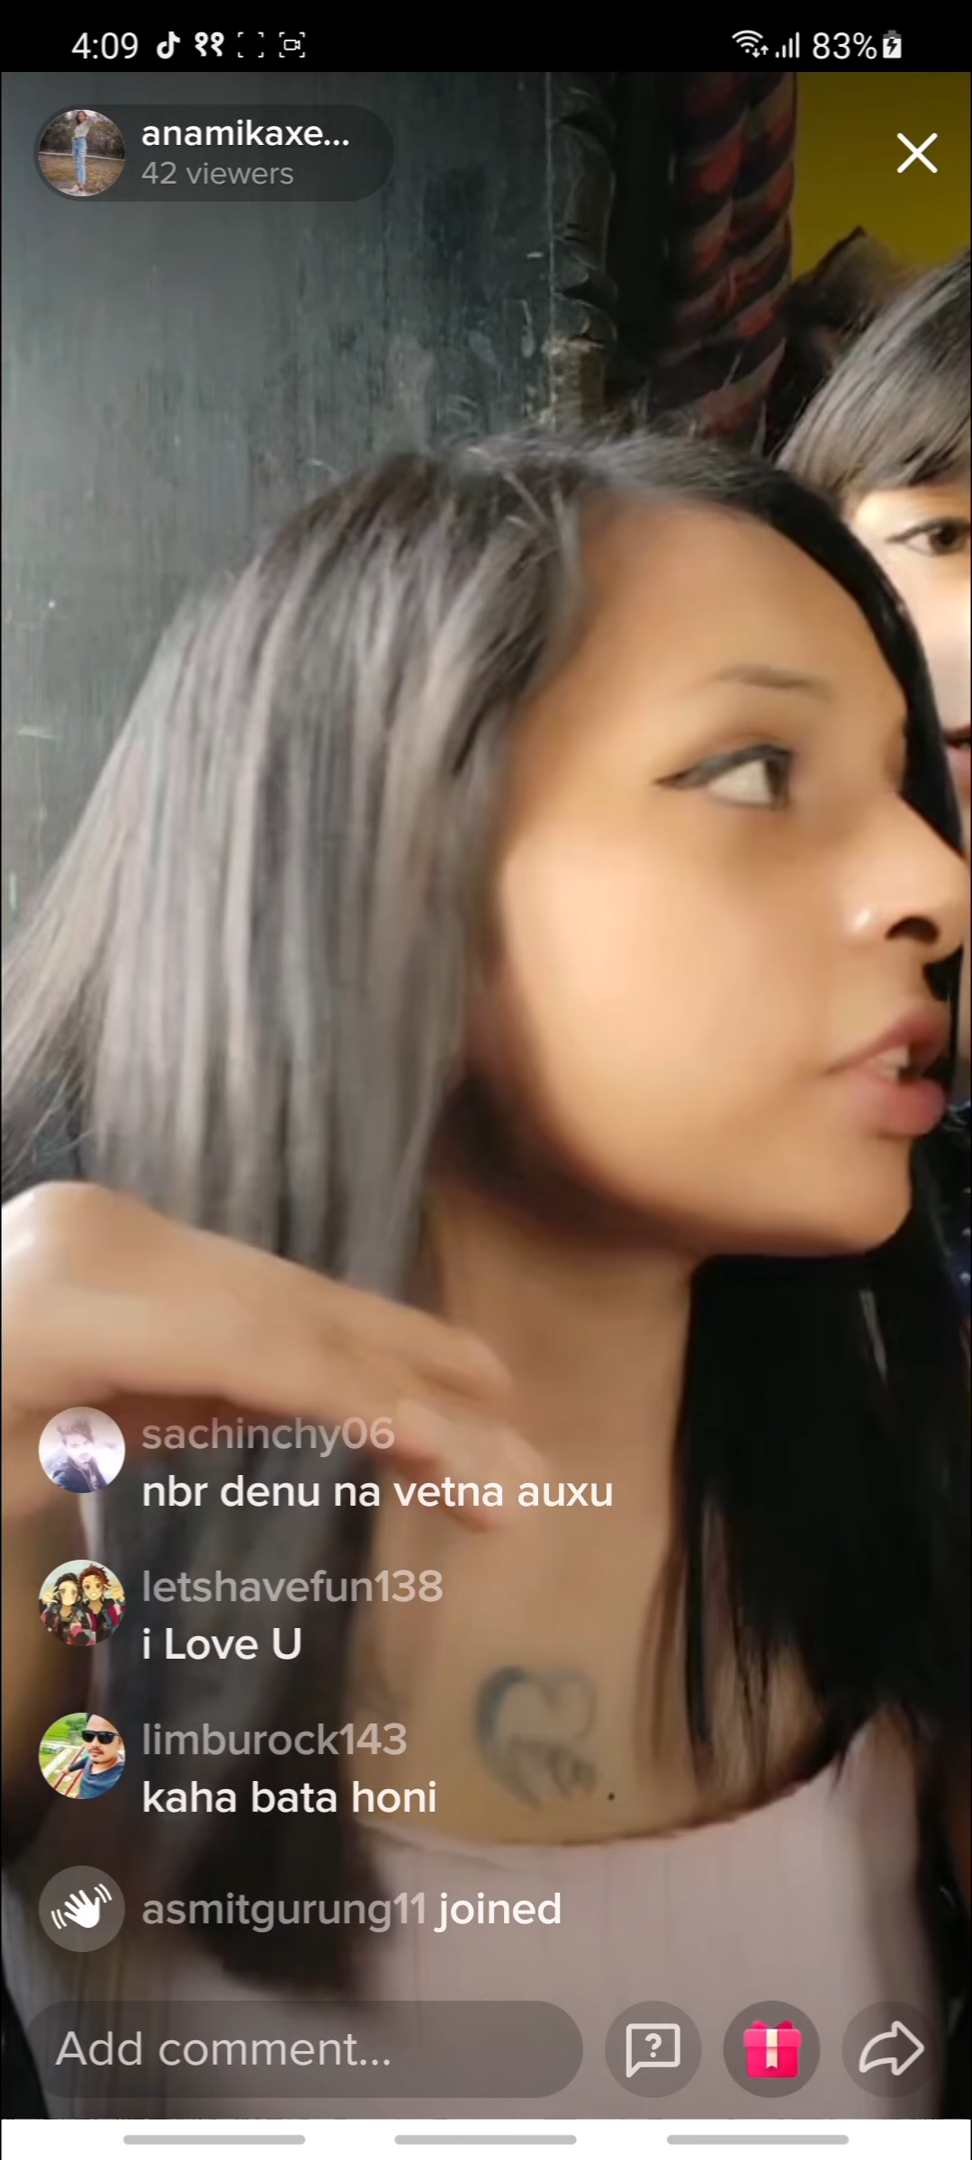 4:09 ११ 83%
anamikaxe...
42 viewers
sachinchy06
nbr denu na vetna auxu
letshavefun138
i Love U
limburock143
kaha bata honi
asmitgurung11 joined
Add comment...
?